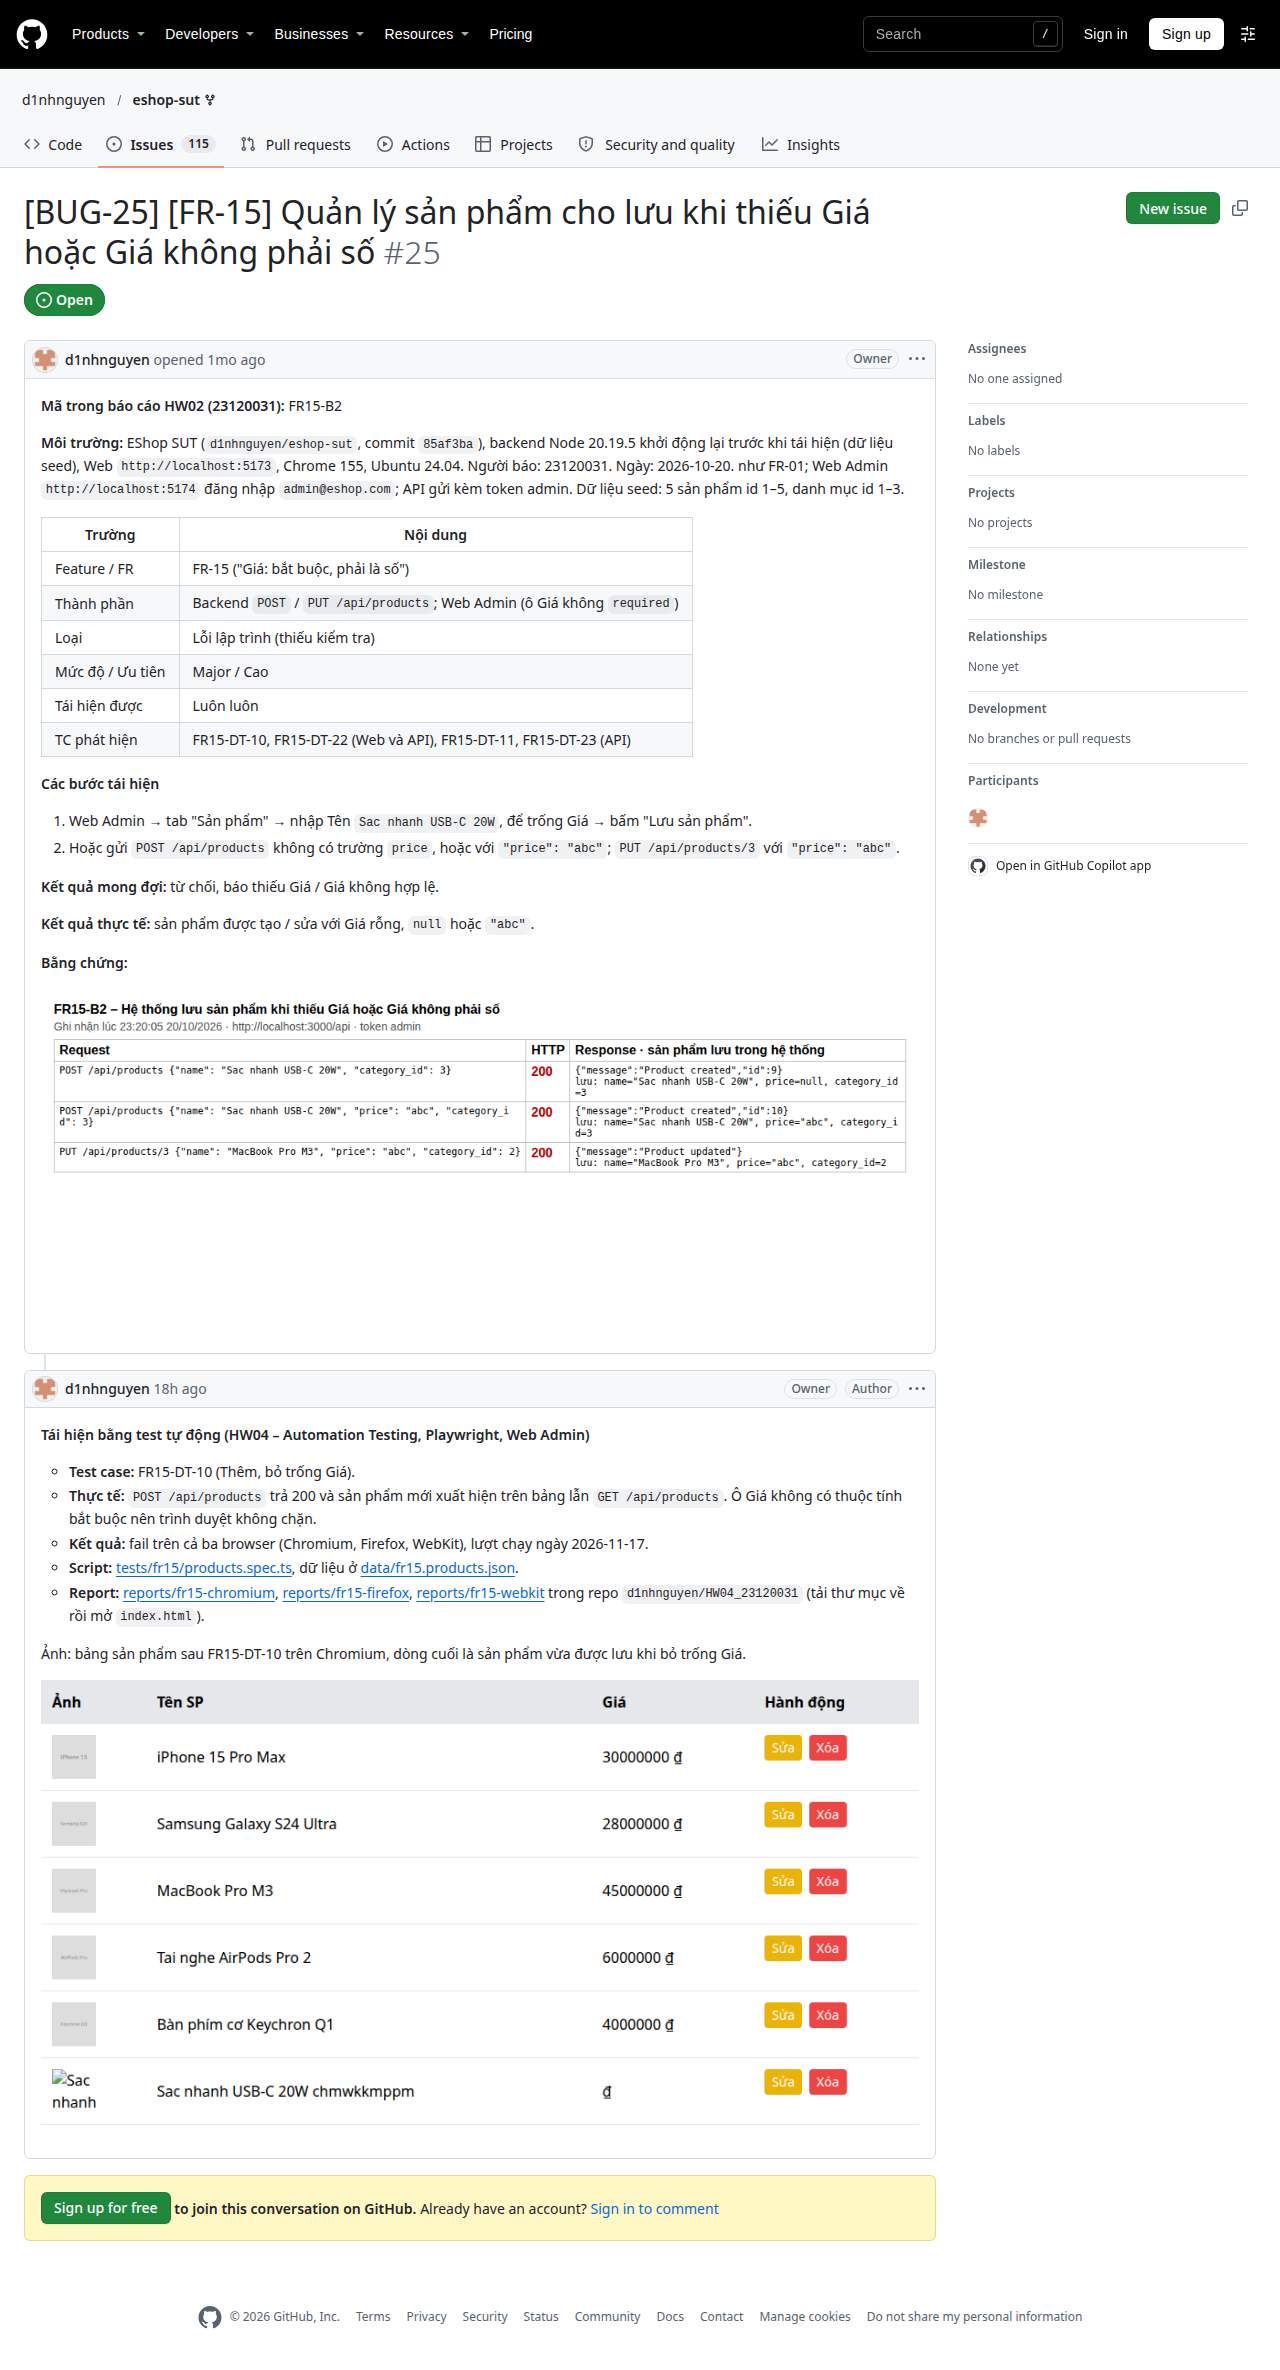 Products
Developers
Businesses
Resources
Pricing
Search
/
Sign in
Sign up
d1nhnguyen / eshop-sut
Code
Issues 115
Pull requests
Actions
Projects
Security and quality
Insights
[BUG-25] [FR-15] Quản lý sản phẩm cho lưu khi thiếu Giá
hoặc Giá không phải số #25
New issue
Open
d1nhnguyen opened 1mo ago
Owner
Mã trong báo cáo HW02 (23120031): FR15-B2
Môi trường: EShop SUT ( d1nhnguyen/eshop-sut , commit 85af3ba ), backend Node 20.19.5 khởi động lại trước khi tái hiện (dữ liệu
seed), Web http://localhost:5173 , Chrome 155, Ubuntu 24.04. Người báo: 23120031. Ngày: 2026-10-20. như FR-01; Web Admin
http://localhost:5174 đăng nhập admin@eshop.com ; API gửi kèm token admin. Dữ liệu seed: 5 sản phẩm id 1–5, danh mục id 1–3.
Trường Nội dung
Feature / FR FR-15 ("Giá: bắt buộc, phải là số")
Thành phần Backend POST / PUT /api/products ; Web Admin (ô Giá không required )
Loại Lỗi lập trình (thiếu kiểm tra)
Mức độ / Ưu tiên Major / Cao
Tái hiện được Luôn luôn
TC phát hiện FR15-DT-10, FR15-DT-22 (Web và API), FR15-DT-11, FR15-DT-23 (API)
Các bước tái hiện
1. Web Admin → tab "Sản phẩm" → nhập Tên Sac nhanh USB-C 20W , để trống Giá → bấm "Lưu sản phẩm".
2. Hoặc gửi POST /api/products không có trường price , hoặc với "price": "abc" ; PUT /api/products/3 với "price": "abc" .
Kết quả mong đợi: từ chối, báo thiếu Giá / Giá không hợp lệ.
Kết quả thực tế: sản phẩm được tạo / sửa với Giá rỗng, null hoặc "abc" .
Bằng chứng:
FR15-B2 – Hệ thống lưu sản phẩm khi thiếu Giá hoặc Giá không phải số
Ghi nhận lúc 23:20:05 20/10/2026 · http://localhost:3000/api · token admin
Request HTTP Response · sản phẩm lưu trong hệ thống
POST /api/products {"name": "Sac nhanh USB-C 20W", "category_id": 3} 200 {"message":"Product created","id":9}
lưu: name="Sac nhanh USB-C 20W", price=null, category_id
=3
POST /api/products {"name": "Sac nhanh USB-C 20W", "price": "abc", "category_i 200 {"message":"Product created","id":10}
d": 3} lưu: name="Sac nhanh USB-C 20W", price="abc", category_i
d=3
PUT /api/products/3 {"name": "MacBook Pro M3", "price": "abc", "category_id": 2} 200 {"message":"Product updated"}
lưu: name="MacBook Pro M3", price="abc", category_id=2
Assignees
No one assigned
Labels
No labels
Projects
No projects
Milestone
No milestone
Relationships
None yet
Development
No branches or pull requests
Participants
Open in GitHub Copilot app
d1nhnguyen 18h ago
Owner Author
Tái hiện bằng test tự động (HW04 – Automation Testing, Playwright, Web Admin)
Test case: FR15-DT-10 (Thêm, bỏ trống Giá).
Thực tế: POST /api/products trả 200 và sản phẩm mới xuất hiện trên bảng lẫn GET /api/products . Ô Giá không có thuộc tính
bắt buộc nên trình duyệt không chặn.
Kết quả: fail trên cả ba browser (Chromium, Firefox, WebKit), lượt chạy ngày 2026-11-17.
Script: tests/fr15/products.spec.ts, dữ liệu ở data/fr15.products.json.
Report: reports/fr15-chromium, reports/fr15-firefox, reports/fr15-webkit trong repo d1nhnguyen/HW04_23120031 (tải thư mục về
rồi mở index.html ).
Ảnh: bảng sản phẩm sau FR15-DT-10 trên Chromium, dòng cuối là sản phẩm vừa được lưu khi bỏ trống Giá.
Ảnh Tên SP Giá Hành động
iPhone 15 iPhone 15 Pro Max 30000000 ₫ Sửa Xóa
Samsung Galaxy S24 Ultra 28000000 ₫ Sửa Xóa
MacBook Pro M3 45000000 ₫ Sửa Xóa
Tai nghe AirPods Pro 2 6000000 ₫ Sửa Xóa
Bàn phím cơ Keychron Q1 4000000 ₫ Sửa Xóa
Sac
nhanh Sac nhanh USB-C 20W chmwkkmppm ₫ Sửa Xóa
Sign up for free to join this conversation on GitHub. Already have an account? Sign in to comment
© 2026 GitHub, Inc. Terms Privacy Security Status Community Docs Contact Manage cookies Do not share my personal information